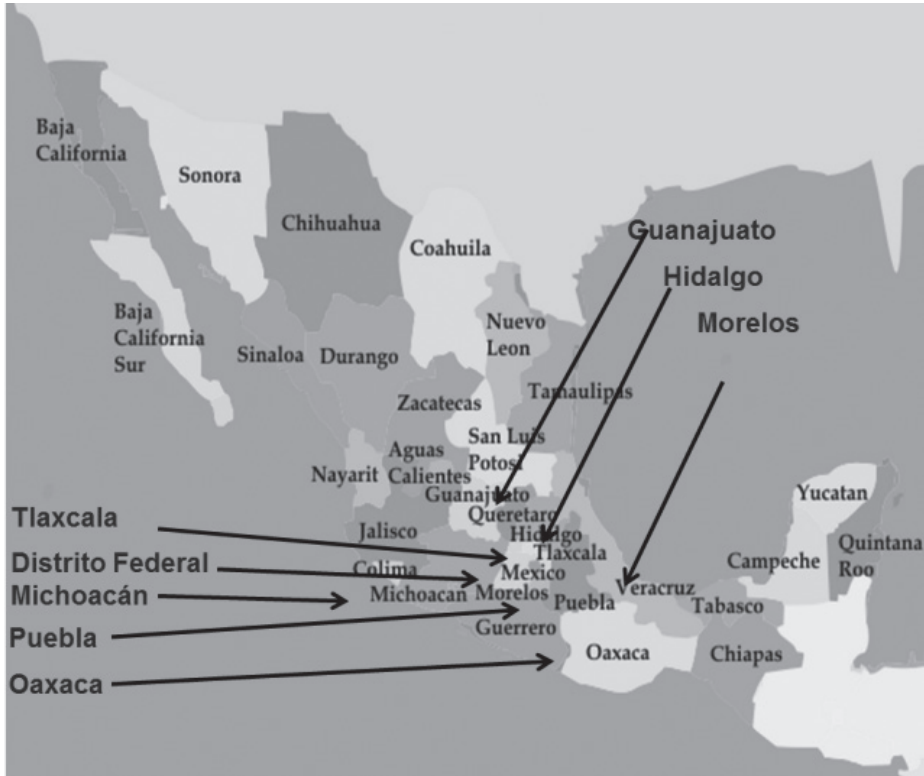 Baja
California
Sonora
Chihuahua
Coahuila
Guanajuato
Hidalgo
Morelos
Baja
California
Sur
Sinaloa
Durango
Nuevo
Leon
Tamaulipas
Zacatecas
San Luis
Potosi
Aguas
Calientes
Nayarit
Guanajuato
Queretaro
Hidalgo
Tlaxcala
Jalisco
Colima
Mexico
Michoacan
Morelos
Puebla
Veracruz
Guerrero
Oaxaca
Tabasco
Chiapas
Campeche
Yucatan
Quintana
Roo
Tlaxcala
Distrito Federal
Michoacán
Puebla
Oaxaca